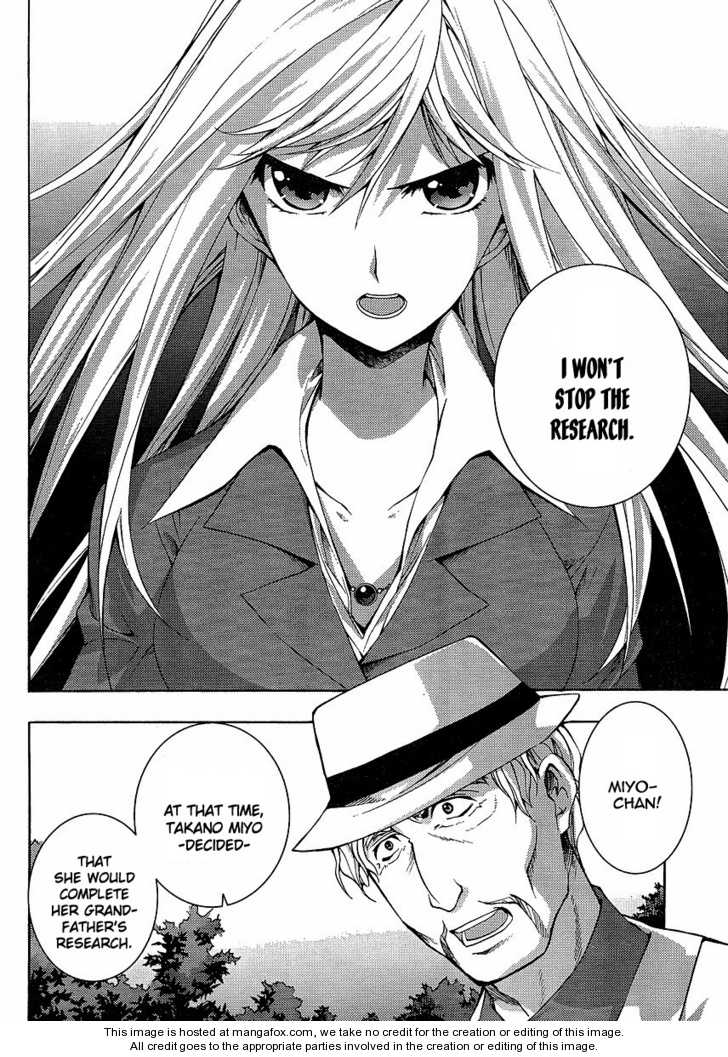 I WON'T
STOP THE
RESEARCH.
MIYO-
CHAN!
AT THAT TIME,
TAKANO MIYO
-DECIDED-
THAT
SHE WOULD
COMPLETE
HER GRAND-
FATHER'S
RESEARCH.
This image is hosted at mangafox.com, we take no credit for the creation or editing of this image.
All credit goes to the appropriate parties involved in the creation or editing of this image.